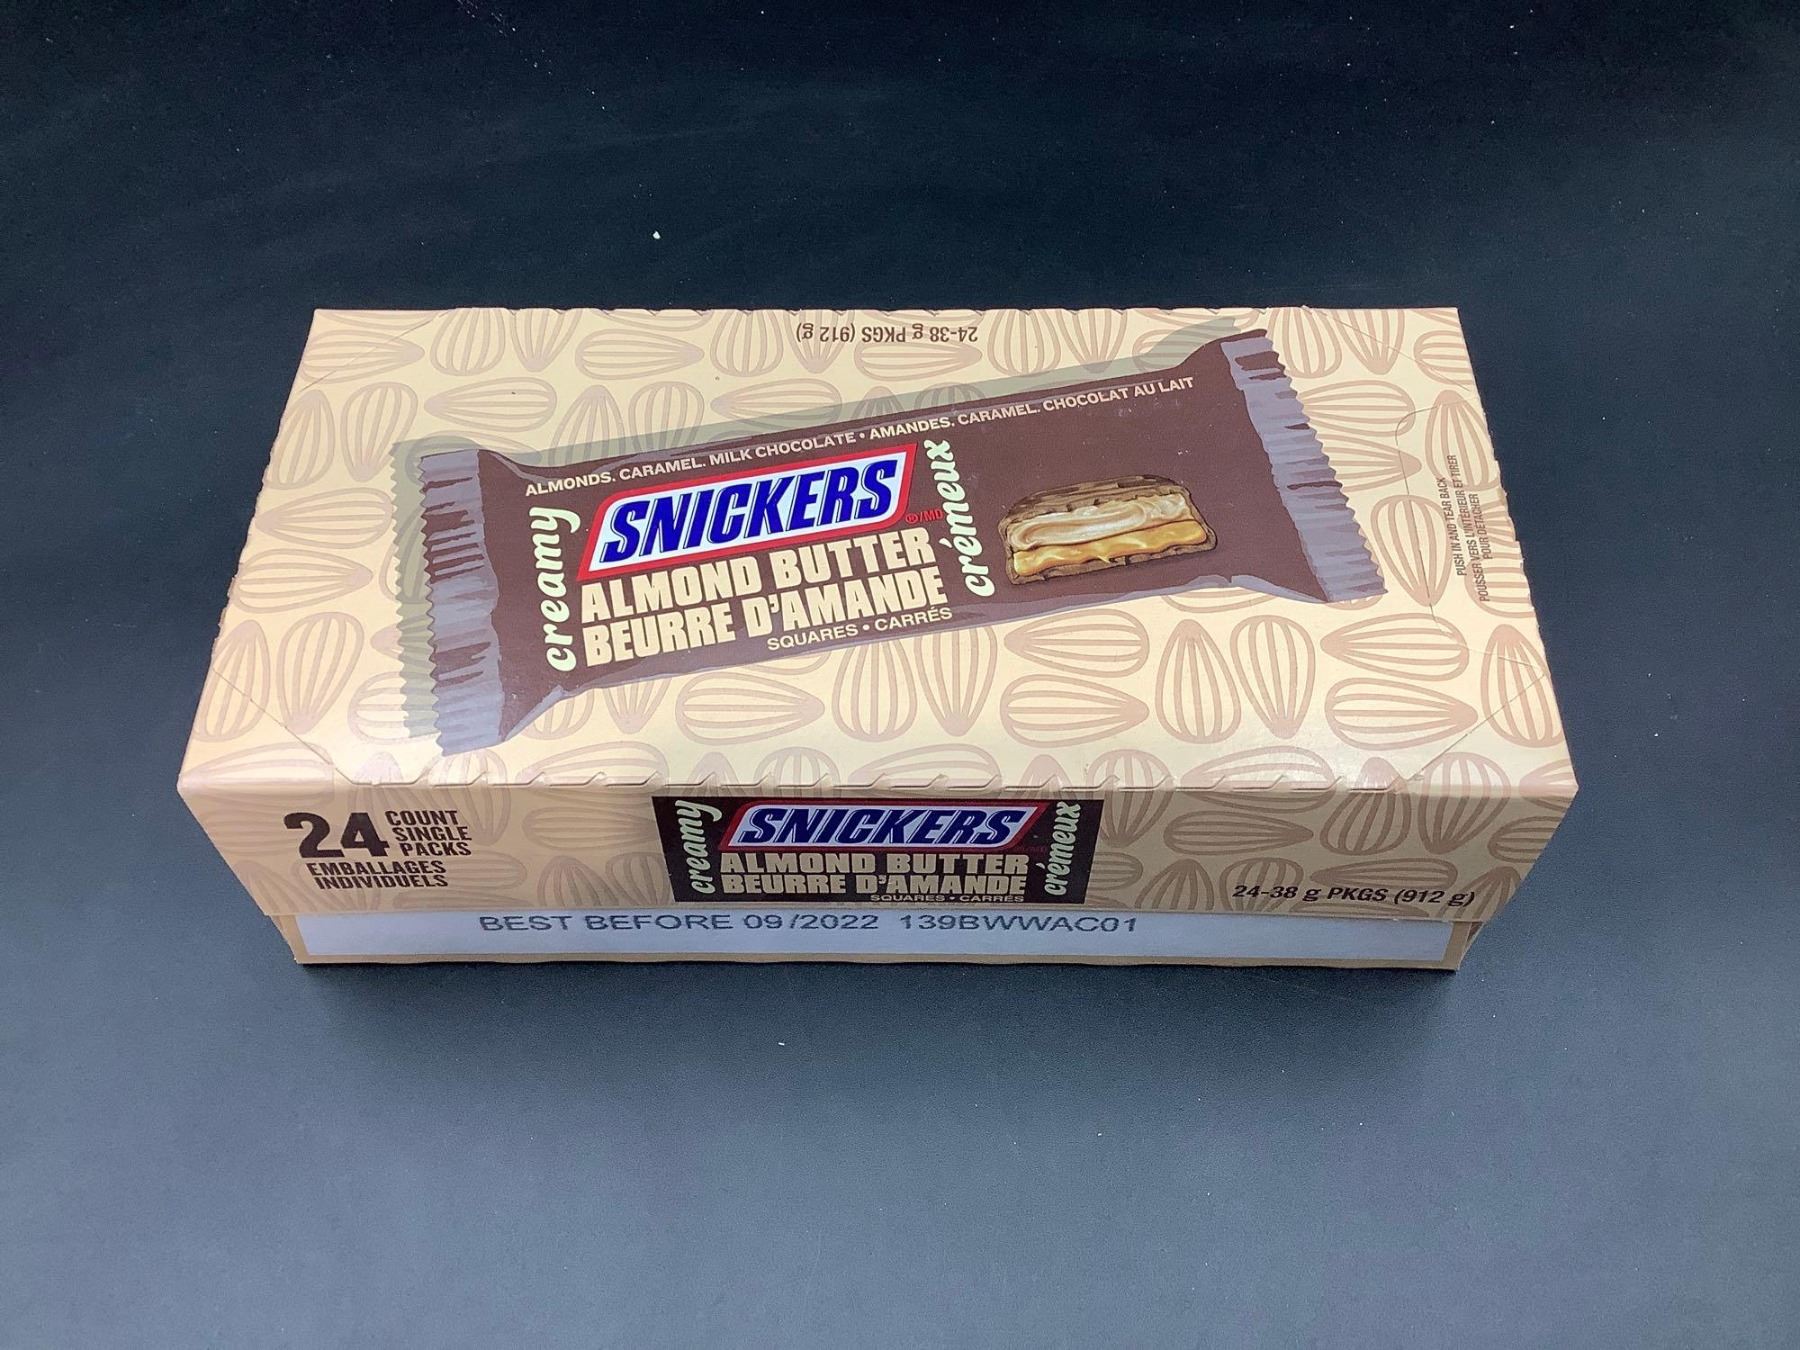 24-38 g PKGS (912 g)
ALMONDS. CARAMEL. MILK CHOCOLATE • AMANDES. CARAMEL. CHOCOLAT AU LAIT
creamy
SNICKERS
®/MD
crémeux
ALMOND BUTTER
BEURRE D'AMANDE
SQUARES • CARRÉS
PUSH IN AND TEAR BACK
POUSSER VERS L'INTÉRIEUR ET TIRER
POUR DÉTACHER
24 COUNT
SINGLE
PACKS
EMBALLAGES
INDIVIDUELS
creamy
SNICKERS
crémeux
ALMOND BUTTER
BEURRE D'AMANDE
SQUARES • CARRÉS
24-38 g PKGS (912 g)
BEST BEFORE 09/2022 139BWWAC01